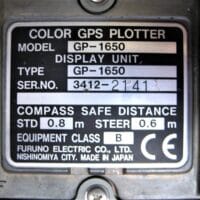 COLOR GPS PLOTTER
MODEL GP-1650
DISPLAY UNIT
TYPE GP-1650
SER.NO. 3412-2141
COMPASS SAFE DISTANCE
STD 0.8 m STEER 0.6 m
EQUIPMENT CLASS B CE
FURUNO ELECTRIC CO., LTD.
NISHINOMIYA CITY. MADE IN JAPAN